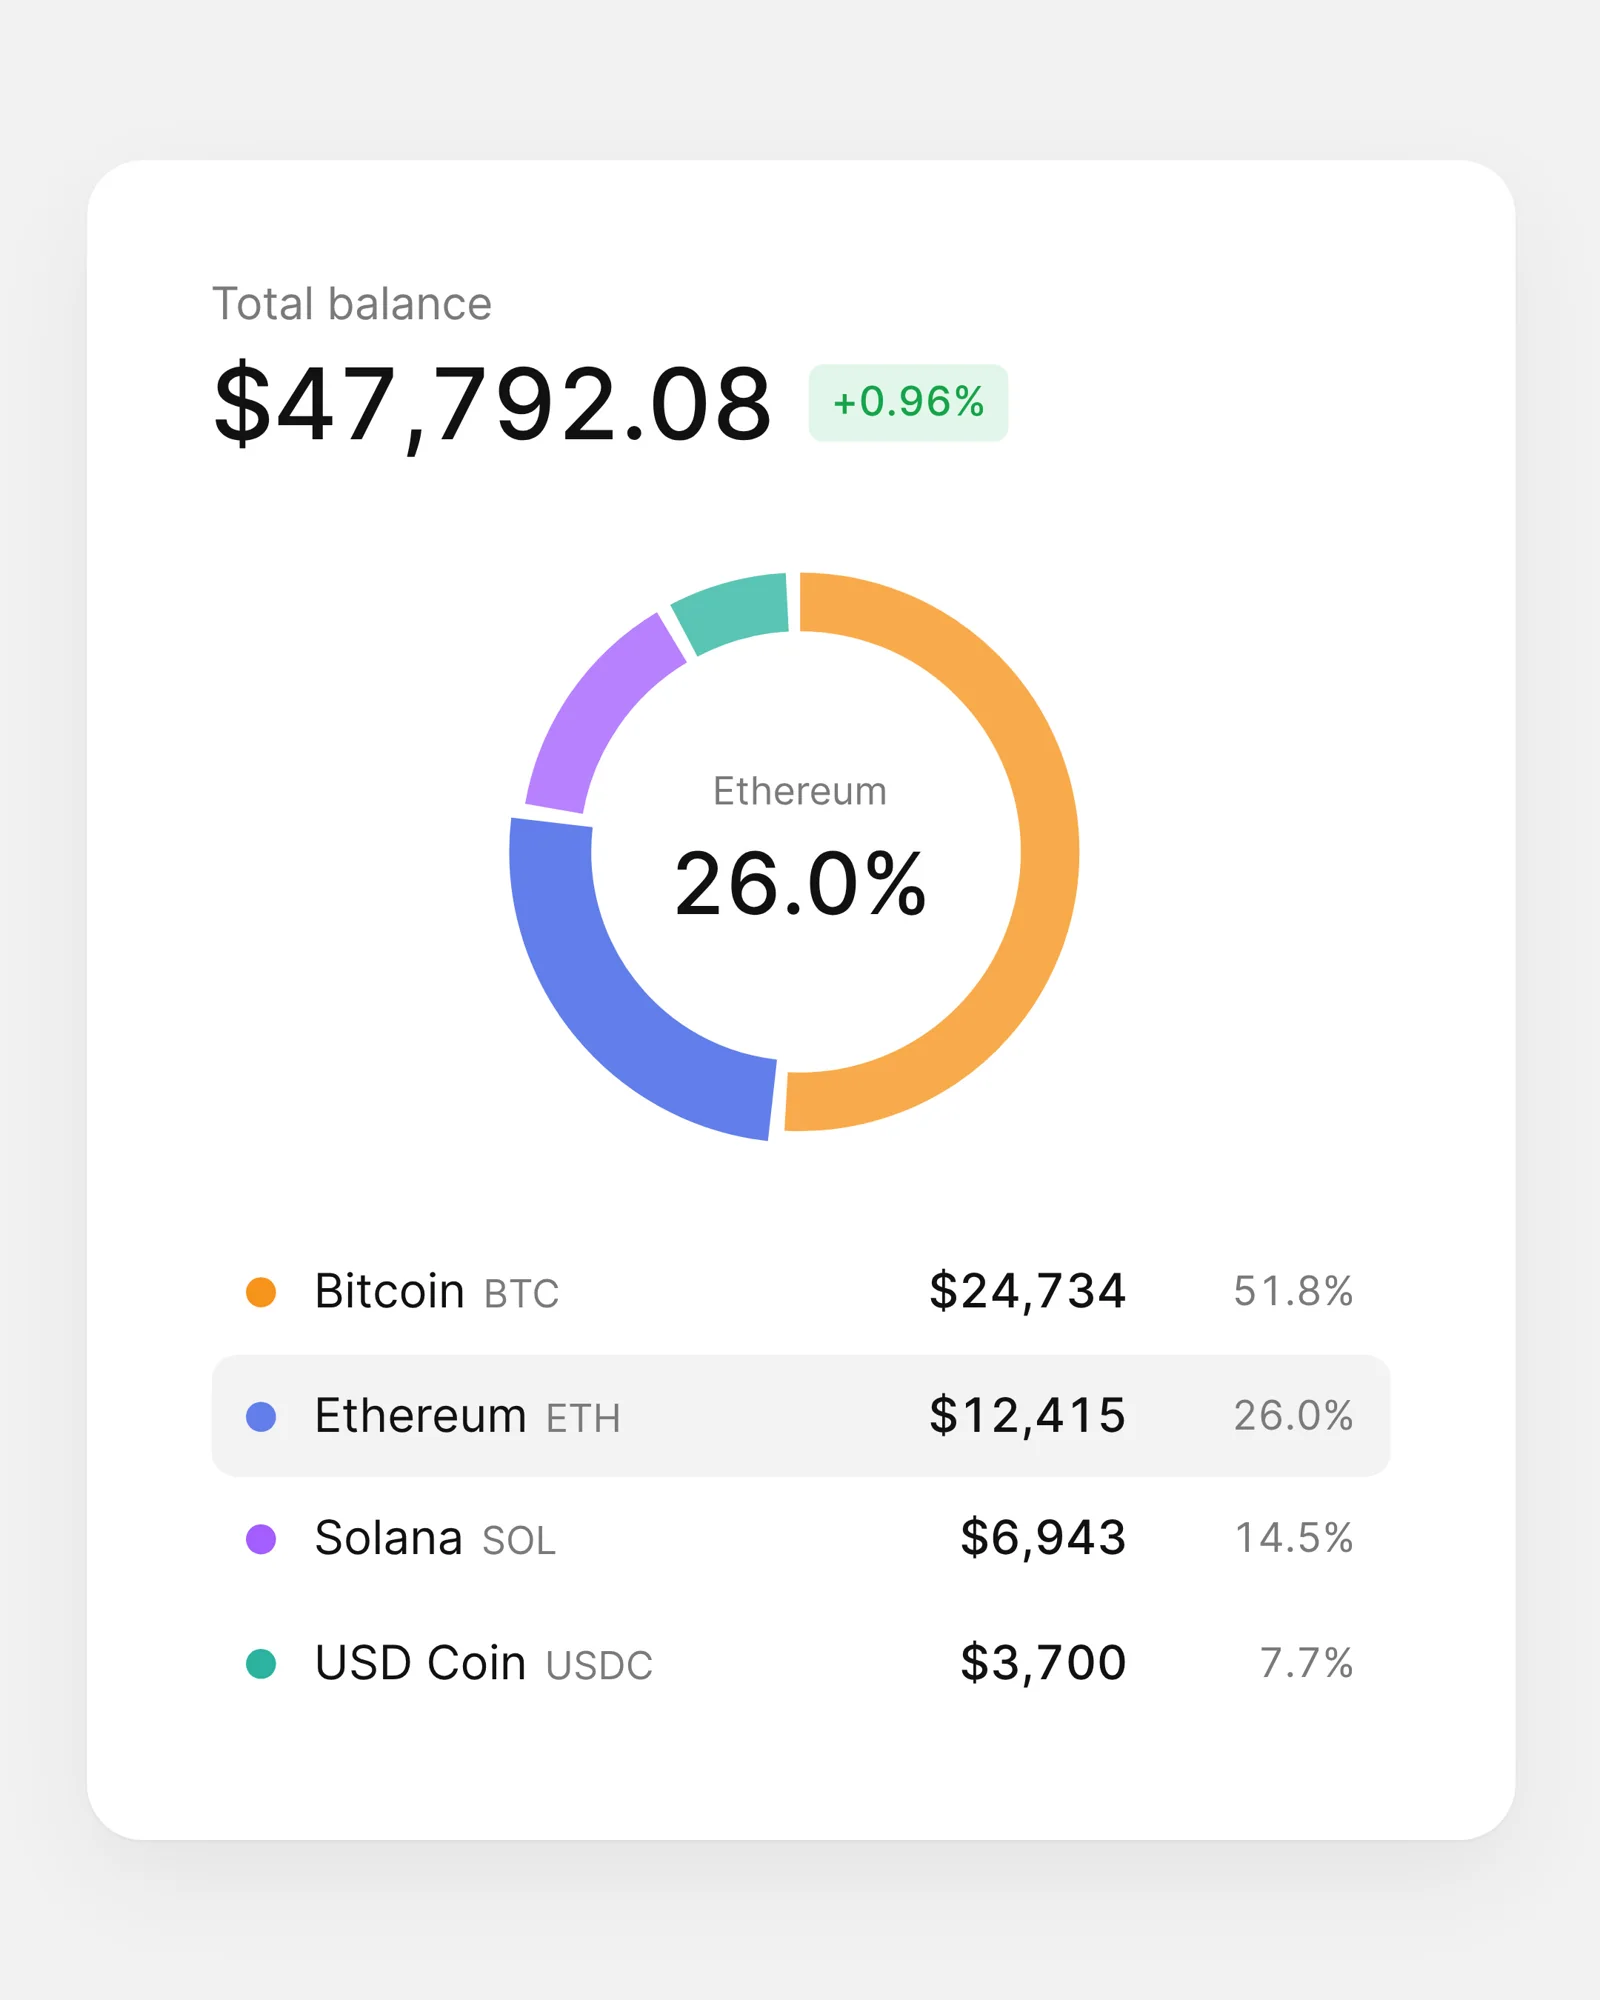 Total balance
$47,792.08 +0.96%
Ethereum
26.0%
Bitcoin BTC $24,734 51.8%
Ethereum ETH $12,415 26.0%
Solana SOL $6,943 14.5%
USD Coin USDC $3,700 7.7%